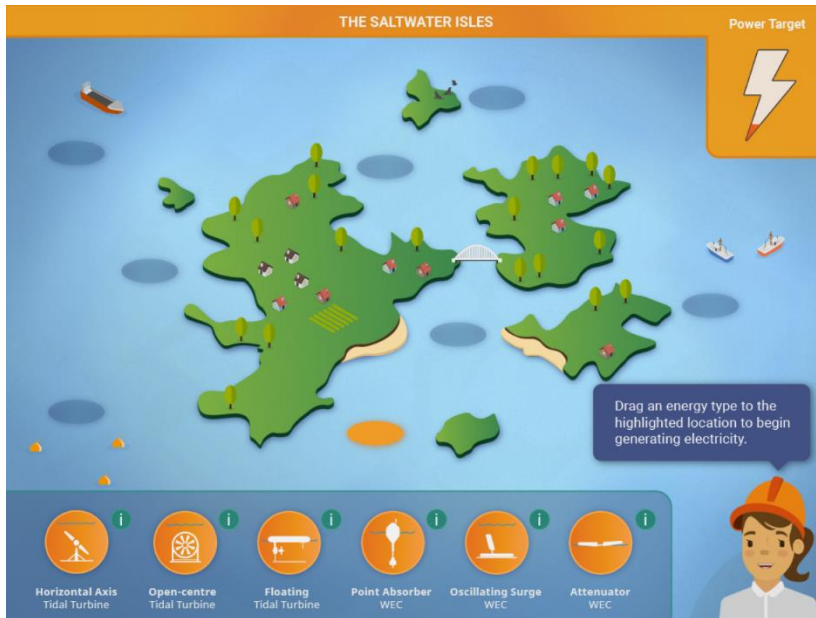 THE SALTWATER ISLES
Power Target
Drag an energy type to the
highlighted location to begin
generating electricity.
i
i
i
i
i
i
Horizontal Axis
Tidal Turbine
Open-centre
Tidal Turbine
Floating
Tidal Turbine
Point Absorber
WEC
Oscillating Surge
WEC
Attenuator
WEC